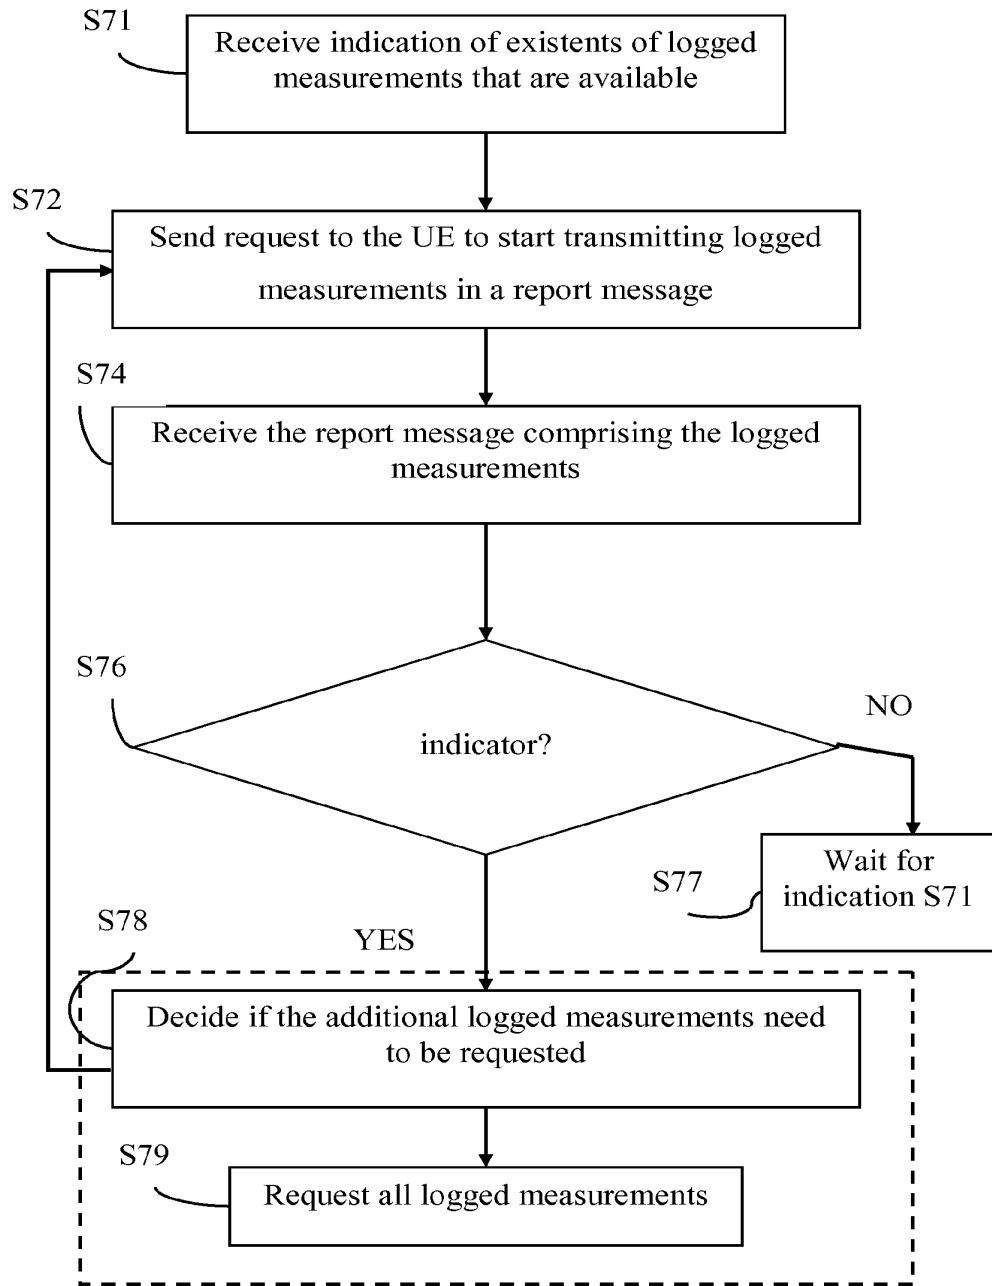 S71
Receive indication of existents of logged
measurements that are available
S72
Send request to the UE to start transmitting logged
measurements in a report message
S74
Receive the report message comprising the logged
measurements
S76
indicator?
NO
Wait for
indication S71
S77
S78
YES
Decide if the additional logged measurements need
to be requested
S79
Request all logged measurements